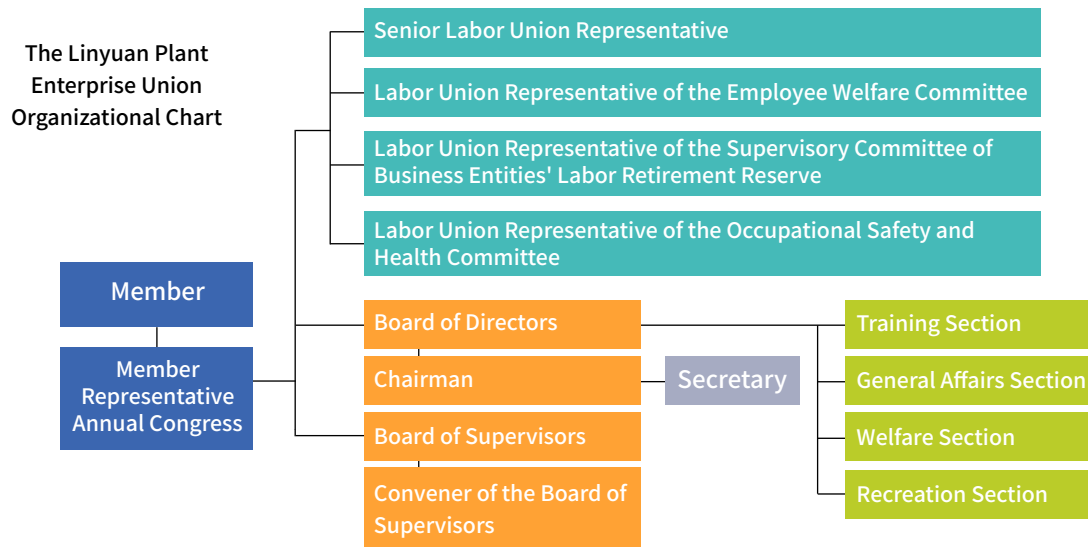 The Linyuan Plant
Enterprise Union
Organizational Chart
Senior Labor Union Representative
Labor Union Representative of the Employee Welfare Committee
Labor Union Representative of the Supervisory Committee of
Business Entities' Labor Retirement Reserve
Labor Union Representative of the Occupational Safety and
Health Committee
Member
Member
Representative
Annual Congress
Board of Directors
Chairman
Board of Supervisors
Convener of the Board of
Supervisors
Secretary
Training Section
General Affairs Section
Welfare Section
Recreation Section